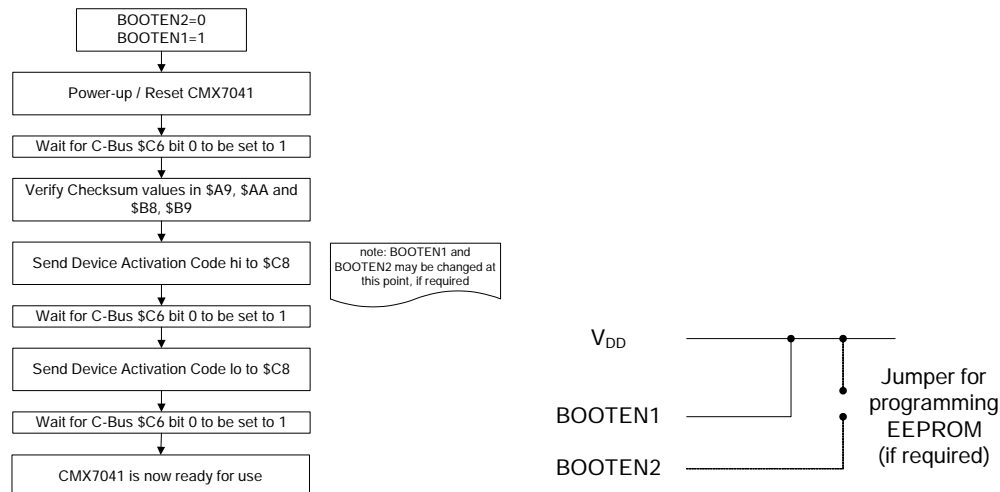 BOOTEN2=0
BOOTEN1=1
Power-up / Reset CMX7041
Wait for C-Bus $C6 bit 0 to be set to 1
Verify Checksum values in $A9, $AA and
$B8, $B9
Send Device Activation Code hi to $C8
note: BOOTEN1 and
BOOTEN2 may be changed at
this point, if required
Wait for C-Bus $C6 bit 0 to be set to 1
Send Device Activation Code lo to $C8
Wait for C-Bus $C6 bit 0 to be set to 1
CMX7041 is now ready for use
VDD
BOOTEN1
BOOTEN2
Jumper for
programming
EEPROM
(if required)